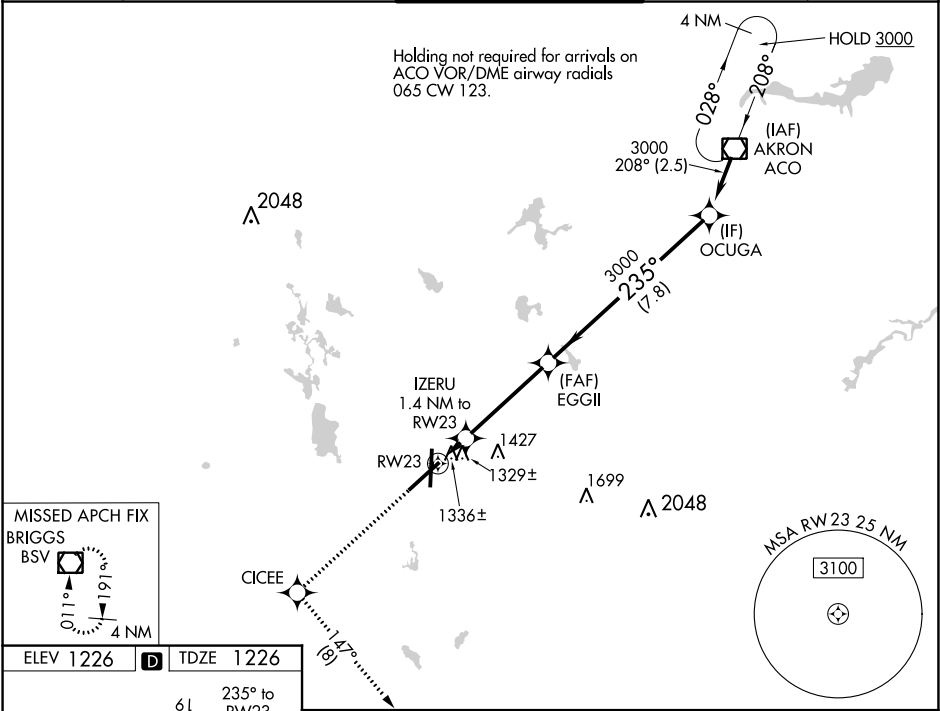 4 NM
HOLD 3000
Holding not required for arrivals on
ACO VOR/DME airway radials
065 CW 123.
028°
208°
(IAF)
AKRON
ACO
3000
208° (2.5)
2048
(IF)
OCUGA
3000
235°
(7.8)
(FAF)
EGGII
IZERU
1.4 NM to
RW23
1427
RW23
1329±
1699
1336±
2048
MISSED APCH FIX
BRIGGS
BSV
011°
191°
4 NM
CICEE
147°
(8)
MSA RW23 25 NM
3100
ELEV 1226 D TDZE 1226
235° to
RW23